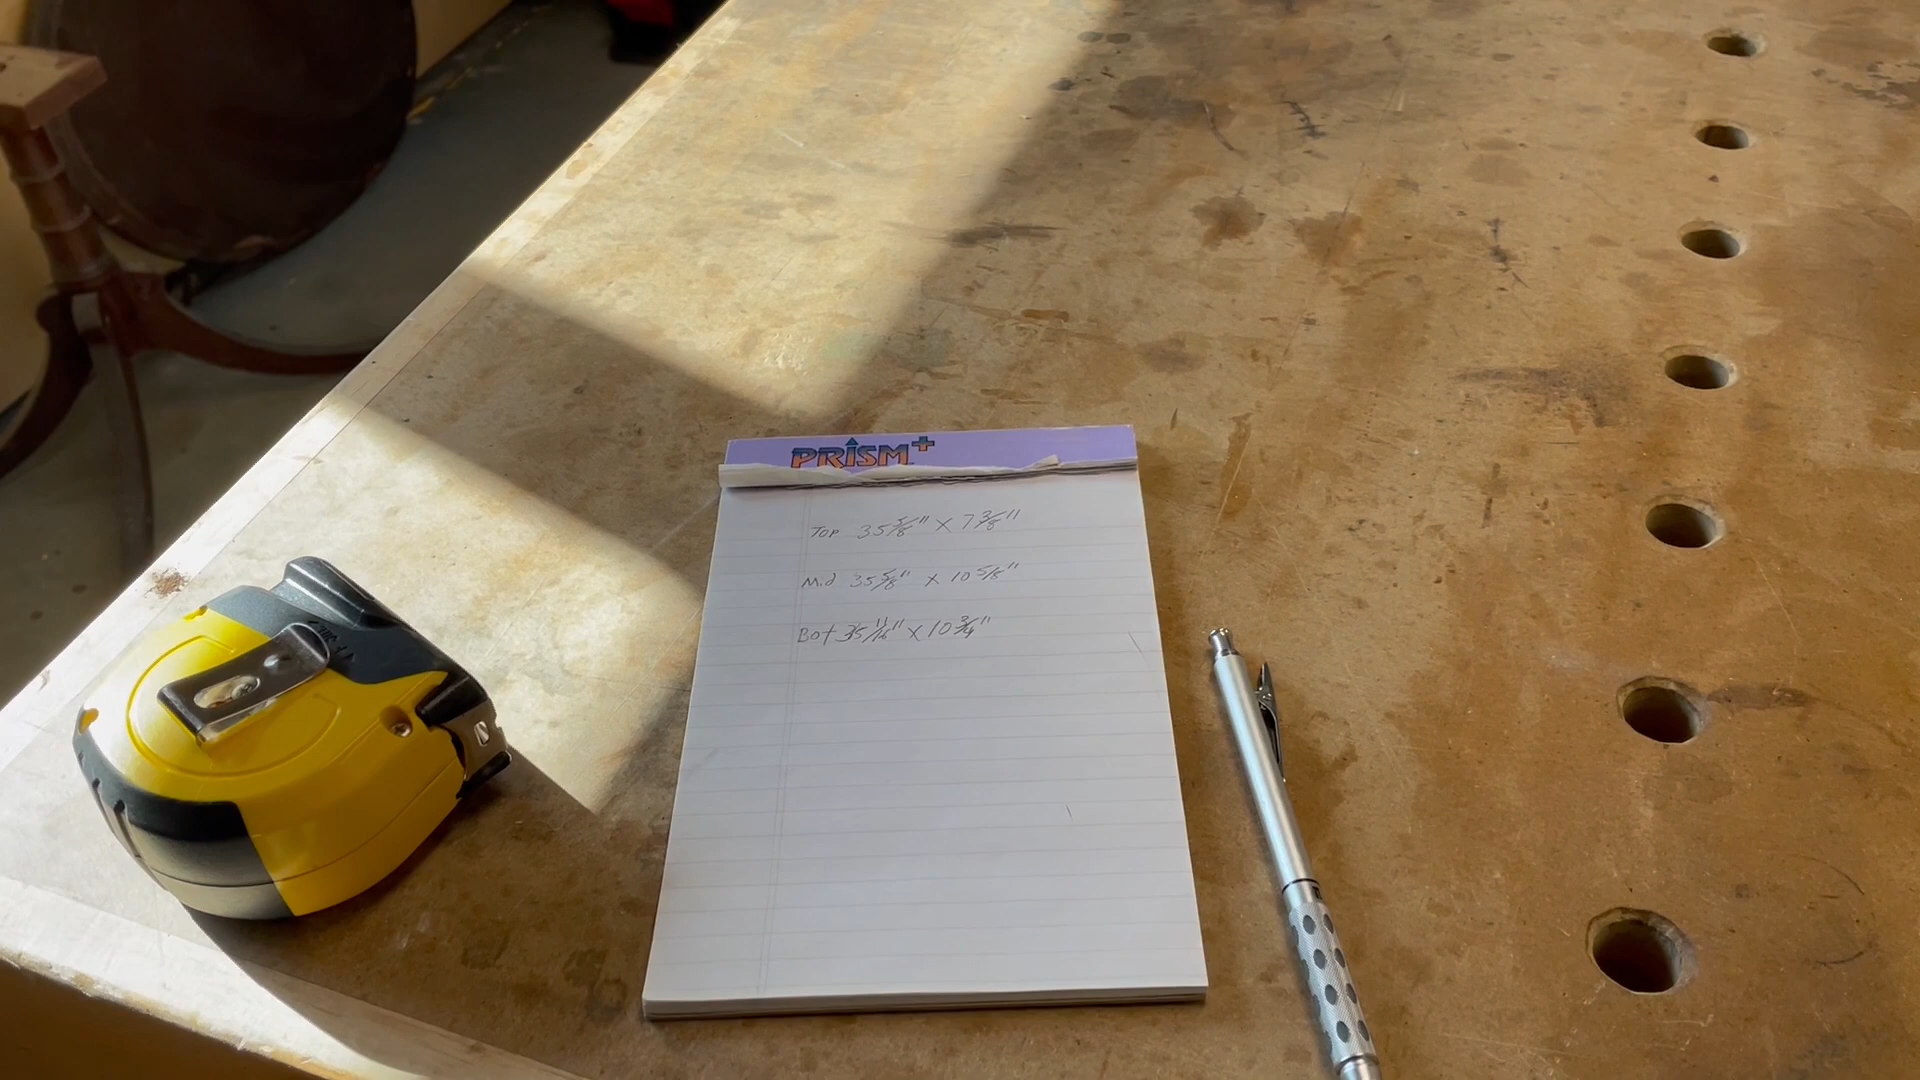 PRISM+
Top 35 5/8" X 7 3/8"
Mid 35 5/8" X 10 5/8"
Bot 35 11/16" X 10 3/4"